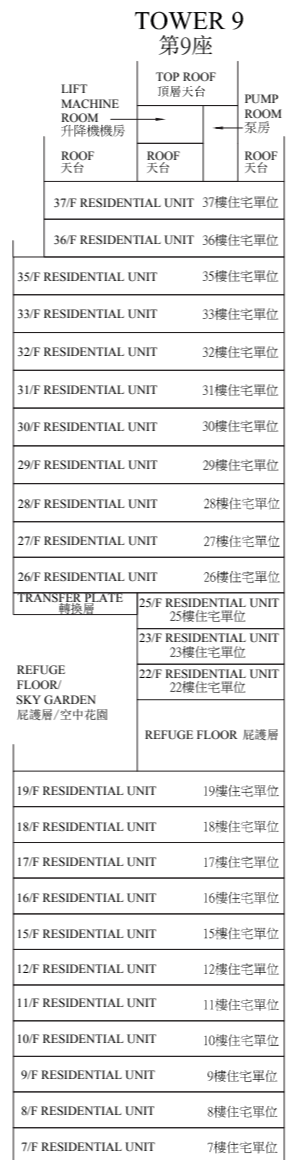 TOWER 9
第9座
TOP ROOF
頂層天台
LIFT
MACHINE
ROOM
升降機機房
PUMP
ROOM
泵房
ROOF
天台
ROOF
天台
ROOF
天台
37/F RESIDENTIAL UNIT 37樓住宅單位
36/F RESIDENTIAL UNIT 36樓住宅單位
35/F RESIDENTIAL UNIT 35樓住宅單位
33/F RESIDENTIAL UNIT 33樓住宅單位
32/F RESIDENTIAL UNIT 32樓住宅單位
31/F RESIDENTIAL UNIT 31樓住宅單位
30/F RESIDENTIAL UNIT 30樓住宅單位
29/F RESIDENTIAL UNIT 29樓住宅單位
28/F RESIDENTIAL UNIT 28樓住宅單位
27/F RESIDENTIAL UNIT 27樓住宅單位
26/F RESIDENTIAL UNIT 26樓住宅單位
TRANSFER PLATE
轉換層
25/F RESIDENTIAL UNIT
25樓住宅單位
23/F RESIDENTIAL UNIT
23樓住宅單位
22/F RESIDENTIAL UNIT
22樓住宅單位
REFUGE
FLOOR/
SKY GARDEN
庇護層/空中花園
REFUGE FLOOR 庇護層
19/F RESIDENTIAL UNIT 19樓住宅單位
18/F RESIDENTIAL UNIT 18樓住宅單位
17/F RESIDENTIAL UNIT 17樓住宅單位
16/F RESIDENTIAL UNIT 16樓住宅單位
15/F RESIDENTIAL UNIT 15樓住宅單位
12/F RESIDENTIAL UNIT 12樓住宅單位
11/F RESIDENTIAL UNIT 11樓住宅單位
10/F RESIDENTIAL UNIT 10樓住宅單位
9/F RESIDENTIAL UNIT 9樓住宅單位
8/F RESIDENTIAL UNIT 8樓住宅單位
7/F RESIDENTIAL UNIT 7樓住宅單位